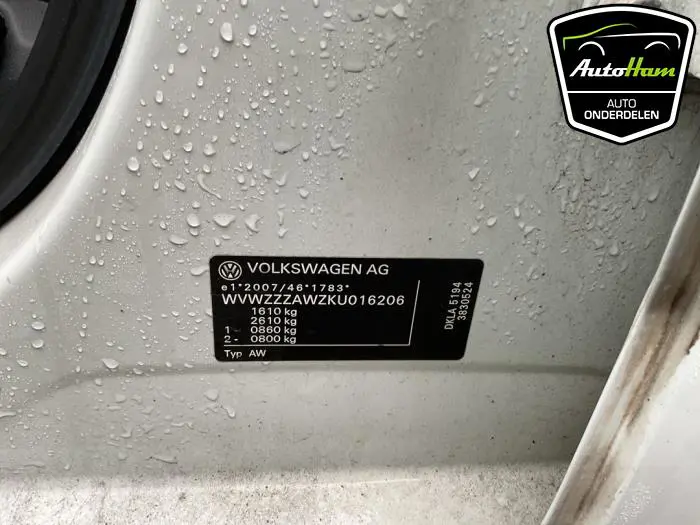 AutoHam
AUTO
ONDERDELEN
VOLKSWAGEN AG
e1*2007/46*1783*
WVWZZZAWZKU016206
1610 kg
2610 kg
1- 0860 kg
2- 0800 kg
Typ AW
DKLA 5194
3830524